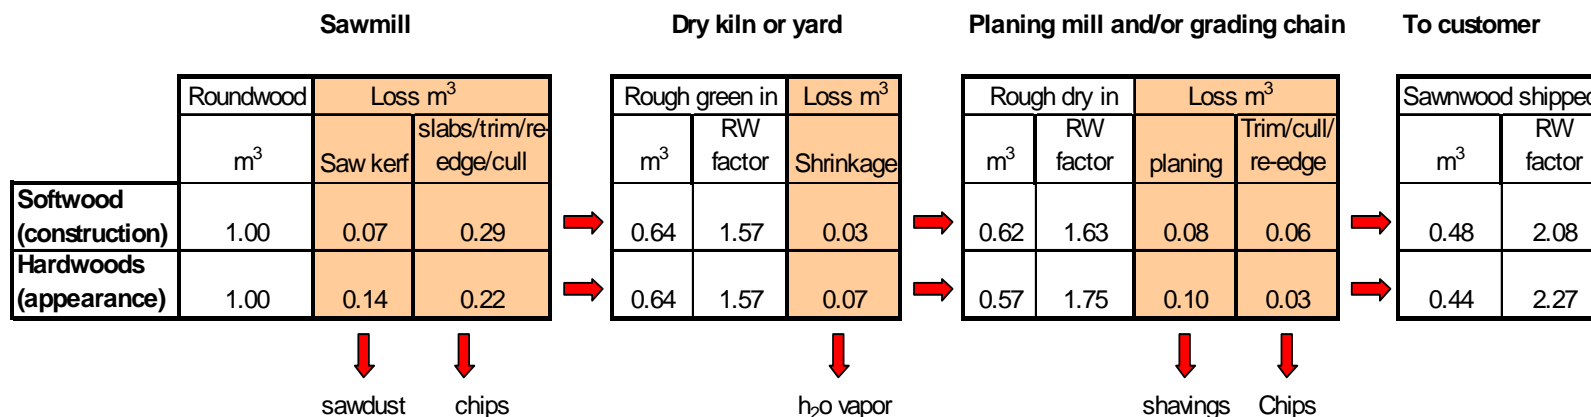 Sawmill Dry kiln or yard Planing mill and/or grading chain To customer
Roundwood Loss m³ Rough green in Loss m³ Rough dry in Loss m³ Sawnwood shipped
m³ Saw kerf slabs/trim/re-edge/cull m³ RW factor Shrinkage m³ RW factor planing Trim/cull/re-edge m³ RW factor
Softwood (construction) 1.00 0.07 0.29 0.64 1.57 0.03 0.62 1.63 0.08 0.06 0.48 2.08
Hardwoods (appearance) 1.00 0.14 0.22 0.64 1.57 0.07 0.57 1.75 0.10 0.03 0.44 2.27
sawdust chips h₂o vapor shavings Chips